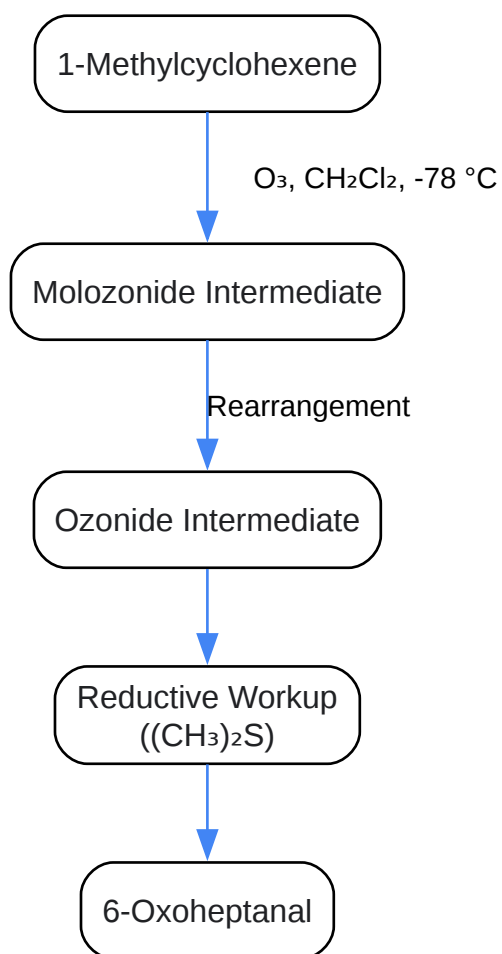 1-Methylcyclohexene
O₃, CH₂Cl₂, -78 °C
Molozonide Intermediate
Rearrangement
Ozonide Intermediate
Reductive Workup
((CH₃)₂S)
6-Oxoheptanal